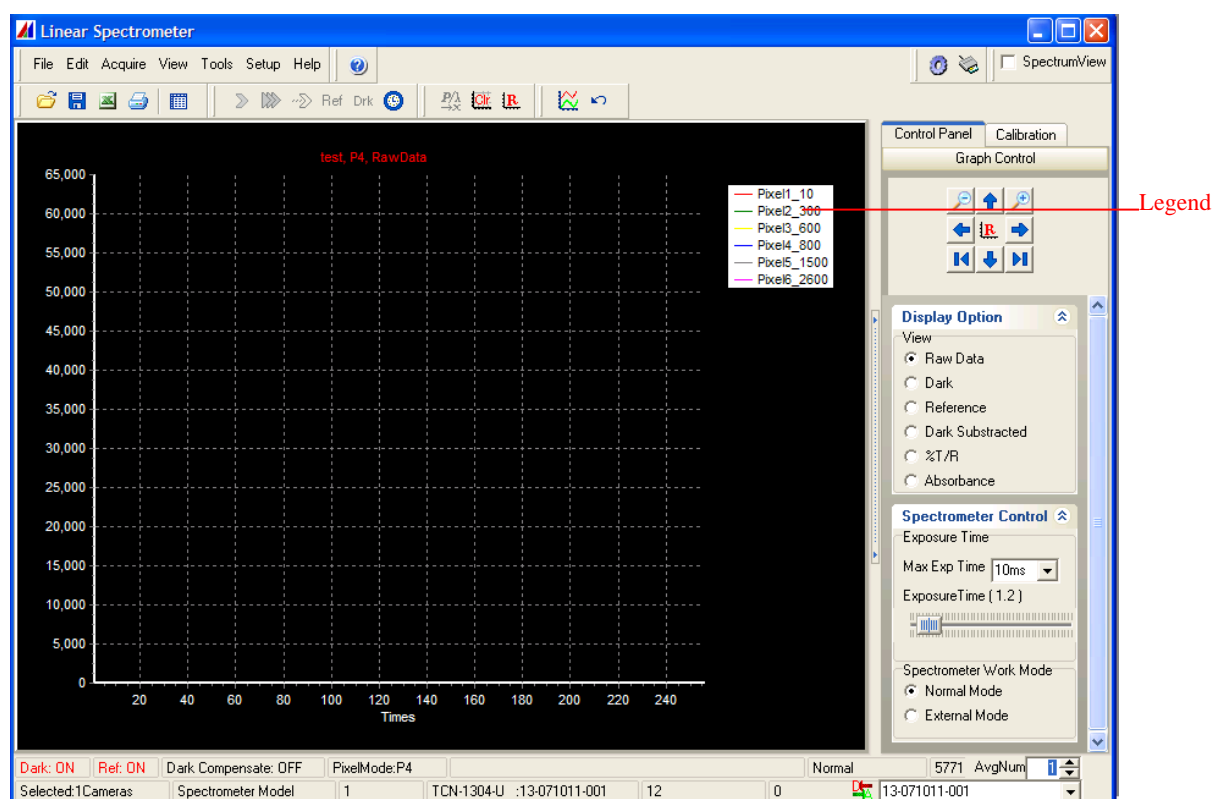 Linear Spectrometer
File Edit Acquire View Tools Setup Help
SpectrumView
Ref Drk P/λ →x Clr R
Control Panel Calibration
Graph Control
test, P4, RawData
65,000
60,000
55,000
50,000
45,000
40,000
35,000
30,000
25,000
20,000
15,000
10,000
5,000
0
20 40 60 80 100 120 140 160 180 200 220 240
Times
Pixel1_10
Pixel2_300
Pixel3_600
Pixel4_800
Pixel5_1500
Pixel6_2600
Legend
R
Display Option
View
Raw Data
Dark
Reference
Dark Substracted
%T/R
Absorbance
Spectrometer Control
Exposure Time
Max Exp Time 10ms
ExposureTime ( 1.2 )
Spectrometer Work Mode
Normal Mode
External Mode
Dark: ON Ref: ON Dark Compensate: OFF PixelMode:P4 Normal 5771 AvgNum 1
Selected:1Cameras Spectrometer Model 1 TCN-1304-U :13-071011-001 12 0 13-071011-001